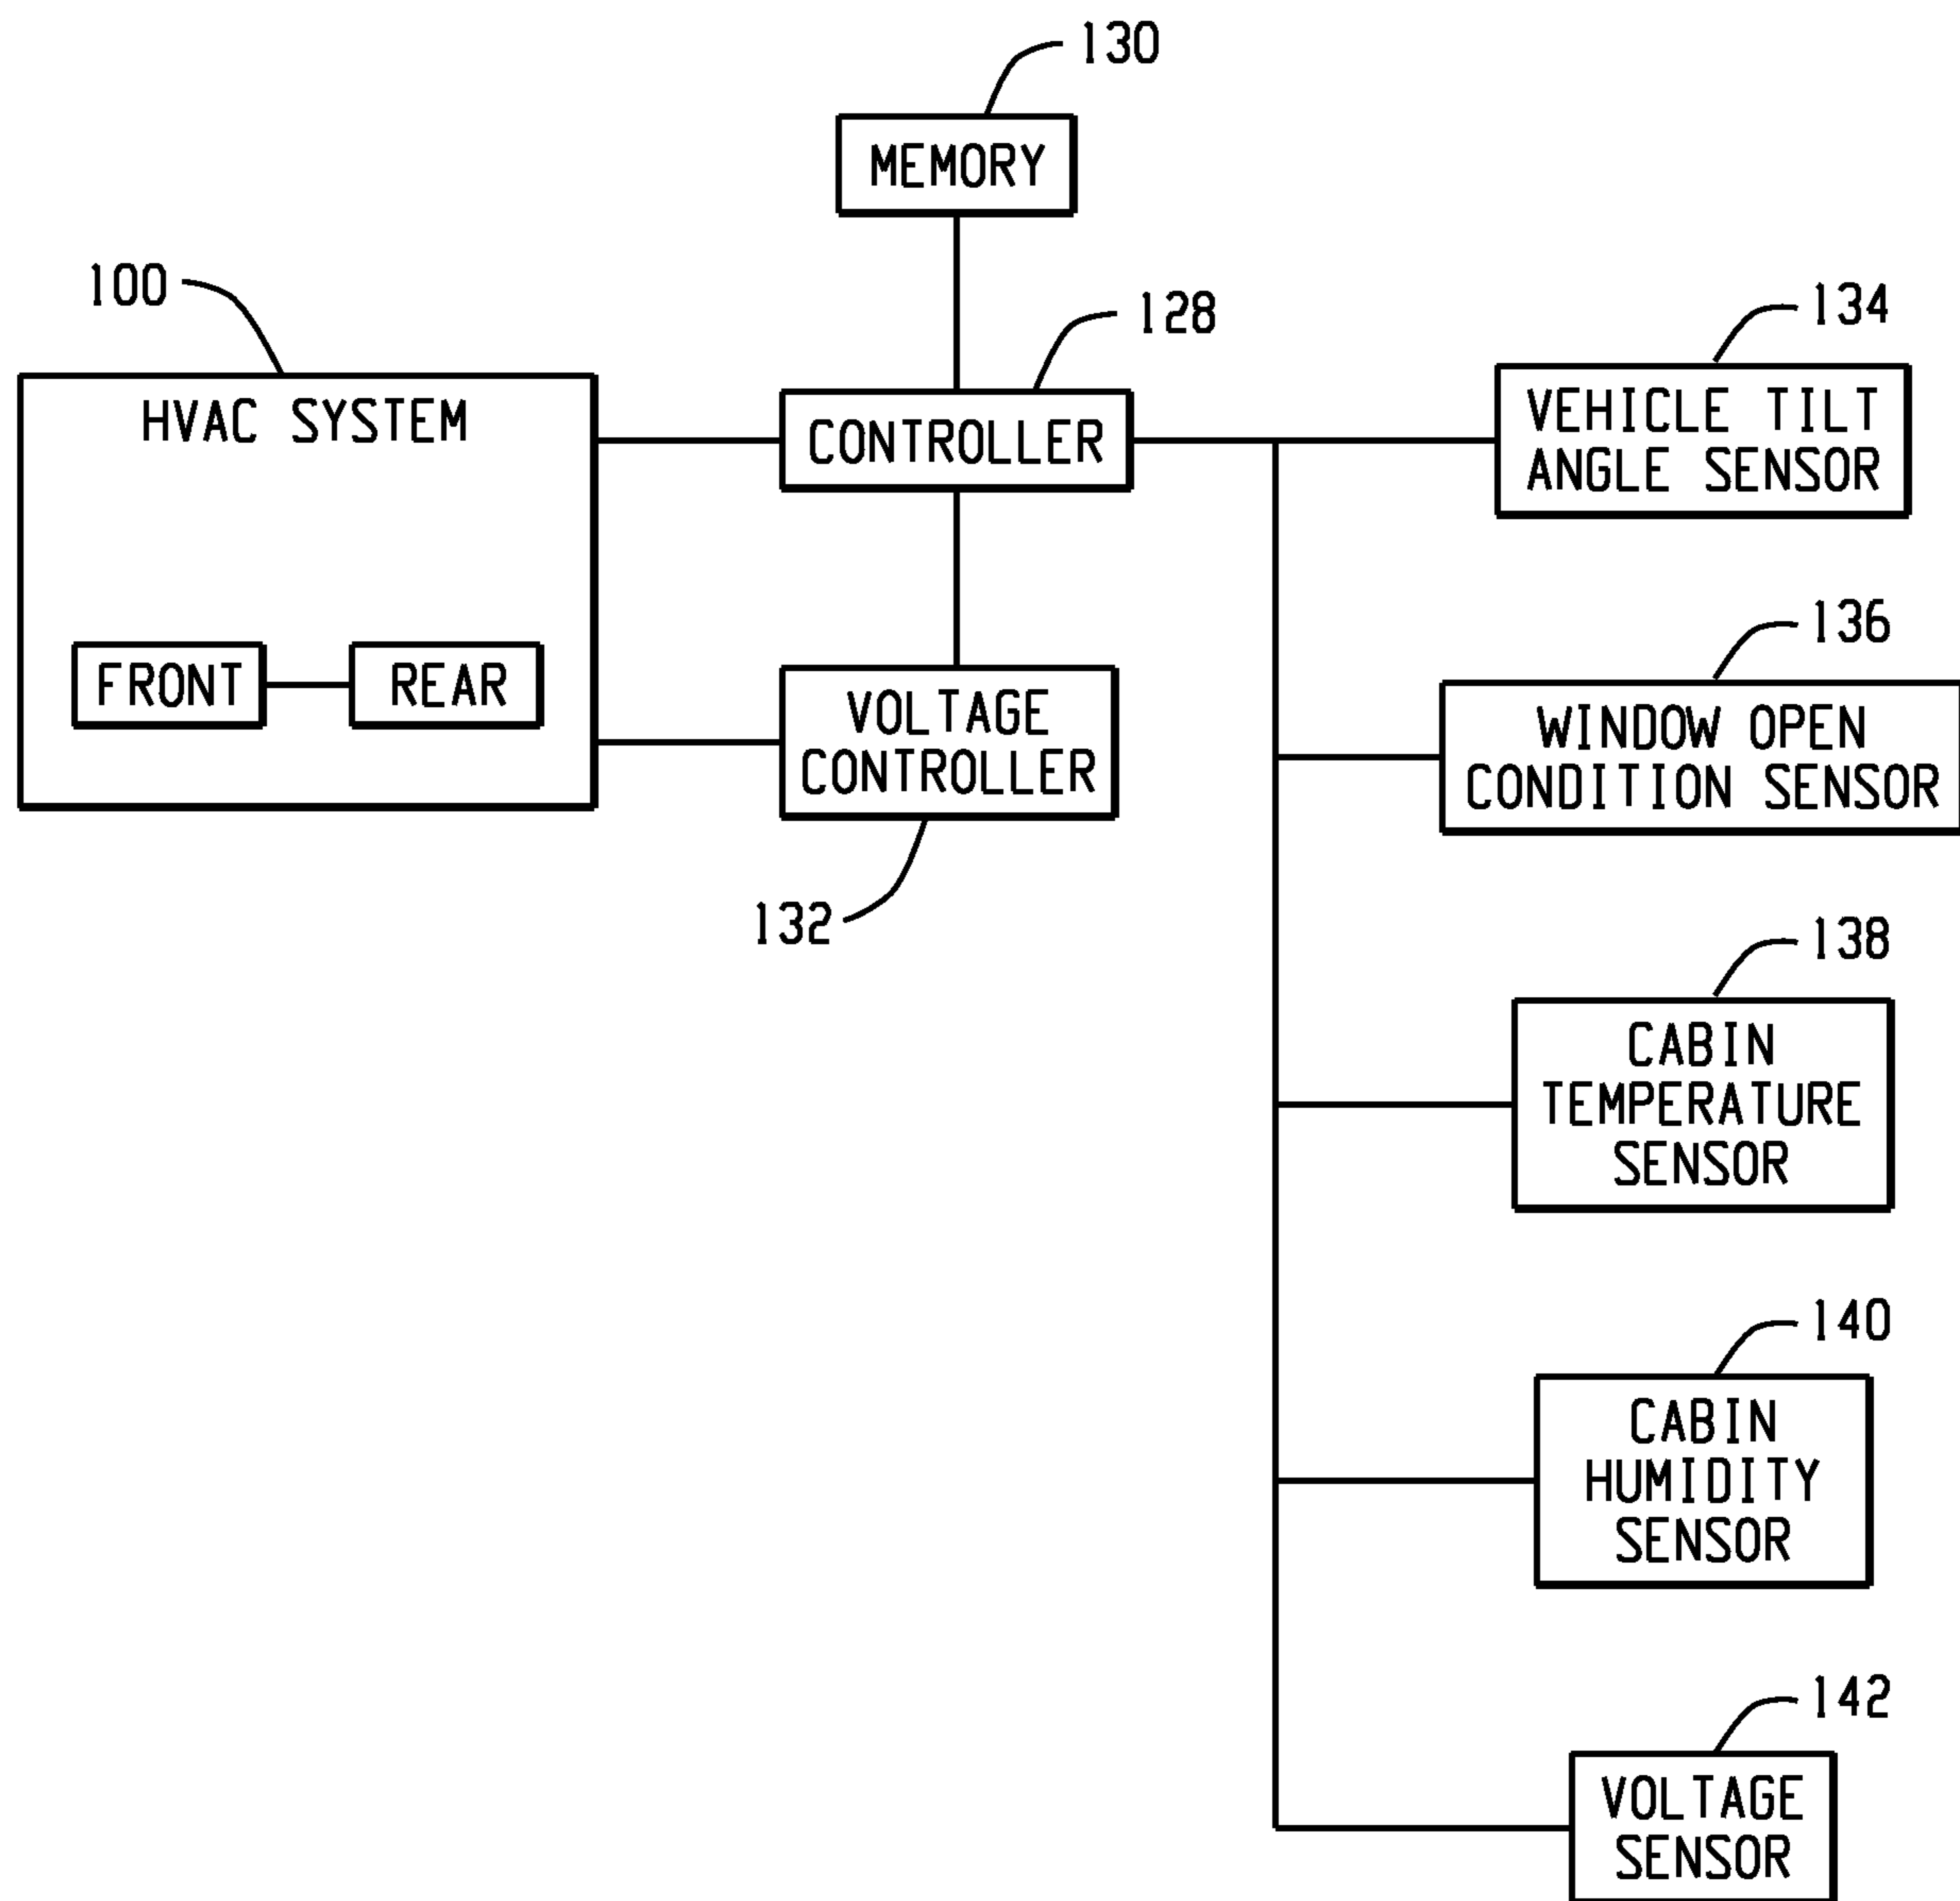 130
MEMORY
100
128
134
HVAC SYSTEM
CONTROLLER
VEHICLE TILT
ANGLE SENSOR
136
FRONT
REAR
VOLTAGE
CONTROLLER
WINDOW OPEN
CONDITION SENSOR
132
138
CABIN
TEMPERATURE
SENSOR
140
CABIN
HUMIDITY
SENSOR
142
VOLTAGE
SENSOR